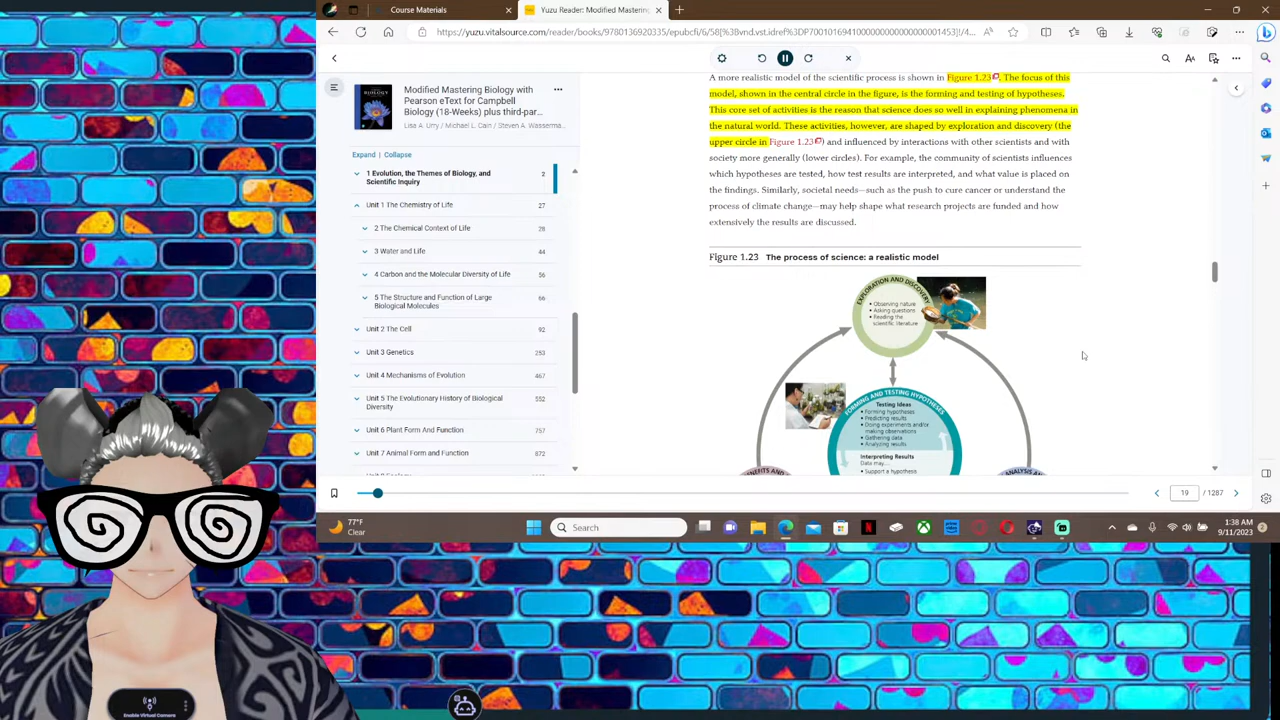 Course Materials
Yuzu Reader: Modified Mastering
https://yuzu.vitalsource.com/reader/books/9780136920335/epubcfi/6/58[%3Bvnd.vst.idref%3DP7001016941000000000000000001453]!/4...
Modified Mastering Biology with
Pearson eText for Campbell
Biology (18-Weeks) plus third-par...
Lisa A. Urry / Michael L. Cain / Steven A. Wasserma...
Expand | Collapse
1 Evolution, the Themes of Biology, and
Scientific Inquiry 2
Unit 1 The Chemistry of Life 27
2 The Chemical Context of Life 28
3 Water and Life 44
4 Carbon and the Molecular Diversity of Life 56
5 The Structure and Function of Large
Biological Molecules 66
Unit 2 The Cell 92
Unit 3 Genetics 253
Unit 4 Mechanisms of Evolution 467
Unit 5 The Evolutionary History of Biological
Diversity 552
Unit 6 Plant Form And Function 757
Unit 7 Animal Form and Function 872
A more realistic model of the scientific process is shown in Figure 1.23. The focus of this
model, shown in the central circle in the figure, is the forming and testing of hypotheses.
This core set of activities is the reason that science does so well in explaining phenomena in
the natural world. These activities, however, are shaped by exploration and discovery (the
upper circle in Figure 1.23) and influenced by interactions with other scientists and with
society more generally (lower circles). For example, the community of scientists influences
which hypotheses are tested, how test results are interpreted, and what value is placed on
the findings. Similarly, societal needs—such as the push to cure cancer or understand the
process of climate change—may help shape what research projects are funded and how
extensively the results are discussed.
Figure 1.23 The process of science: a realistic model
EXPLORATION AND DISCOVERY
• Observing nature
• Asking questions
• Reading the
scientific literature
FORMING AND TESTING HYPOTHESES
Testing Ideas
• Forming hypotheses
• Predicting results
• Doing experiments and/or
making observations
• Gathering data
• Analyzing results
Interpreting Results
Data may...
• Support a hypothesis
19 / 1287
77°F
Clear
Search
1:38 AM
9/11/2023
Enable Virtual Camera